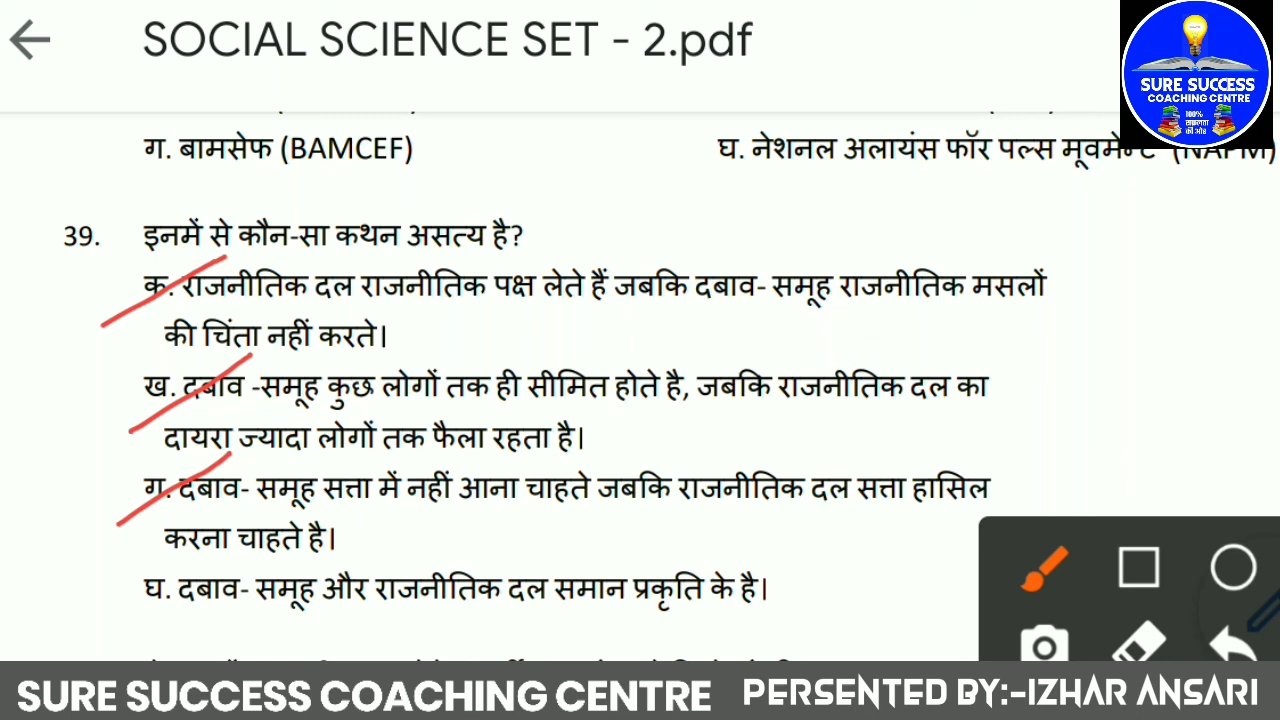 SOCIAL SCIENCE SET - 2.pdf
SURE SUCCESS
COACHING CENTRE
100%
सफलता
की ओर
ग. बामसेफ (BAMCEF)
घ. नेशनल अलायंस फॉर पल्स मूवमेन्ट (NAPM)
39. इनमें से कौन-सा कथन असत्य है?
क. राजनीतिक दल राजनीतिक पक्ष लेते हैं जबकि दबाव- समूह राजनीतिक मसलों
की चिंता नहीं करते।
ख. दबाव -समूह कुछ लोगों तक ही सीमित होते है, जबकि राजनीतिक दल का
दायरा ज्यादा लोगों तक फैला रहता है।
ग. दबाव- समूह सत्ता में नहीं आना चाहते जबकि राजनीतिक दल सत्ता हासिल
करना चाहते है।
घ. दबाव- समूह और राजनीतिक दल समान प्रकृति के है।
SURE SUCCESS COACHING CENTRE
PERSENTED BY:-IZHAR ANSARI